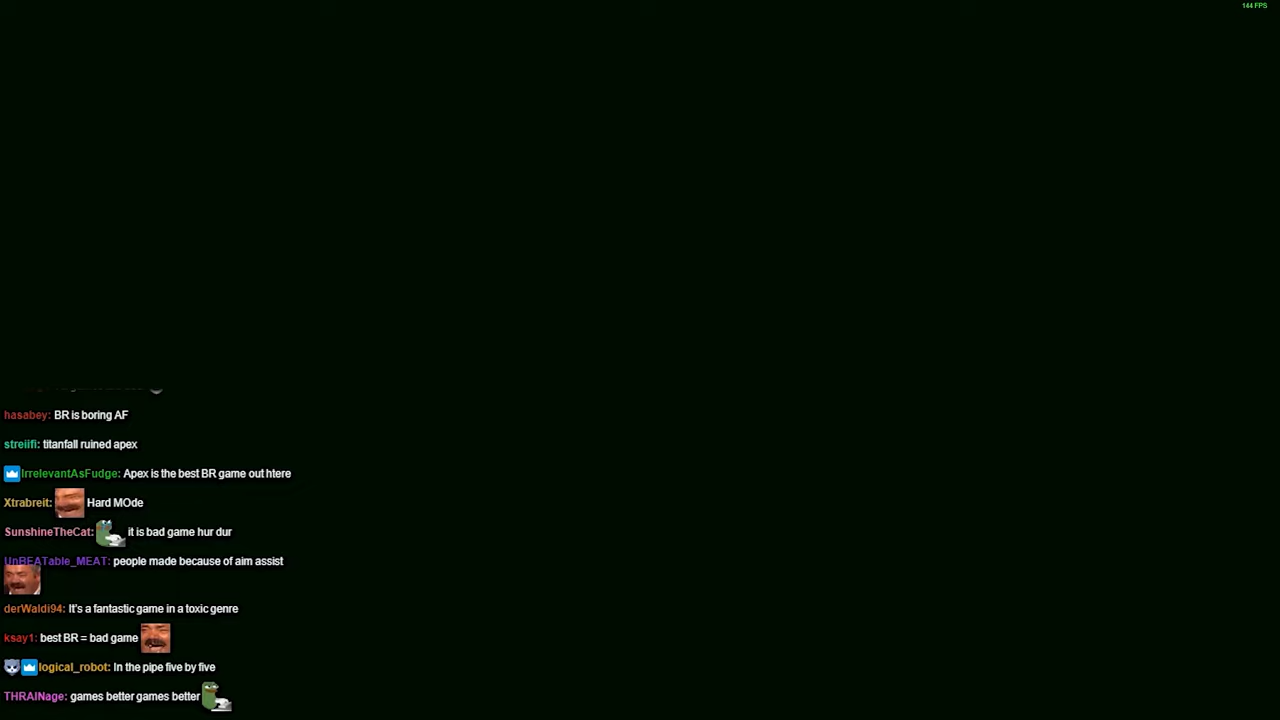 144 FPS
hasabey: BR is boring AF
streiifi: titanfall ruined apex
IrrelevantAsFudge: Apex is the best BR game out htere
Xtrabreit: Hard MOde
SunshineTheCat: it is bad game hur dur
UnBEATable_MEAT: people made because of aim assist
derWaldi94: It's a fantastic game in a toxic genre
ksay1: best BR = bad game
logical_robot: In the pipe five by five
THRAINage: games better games better